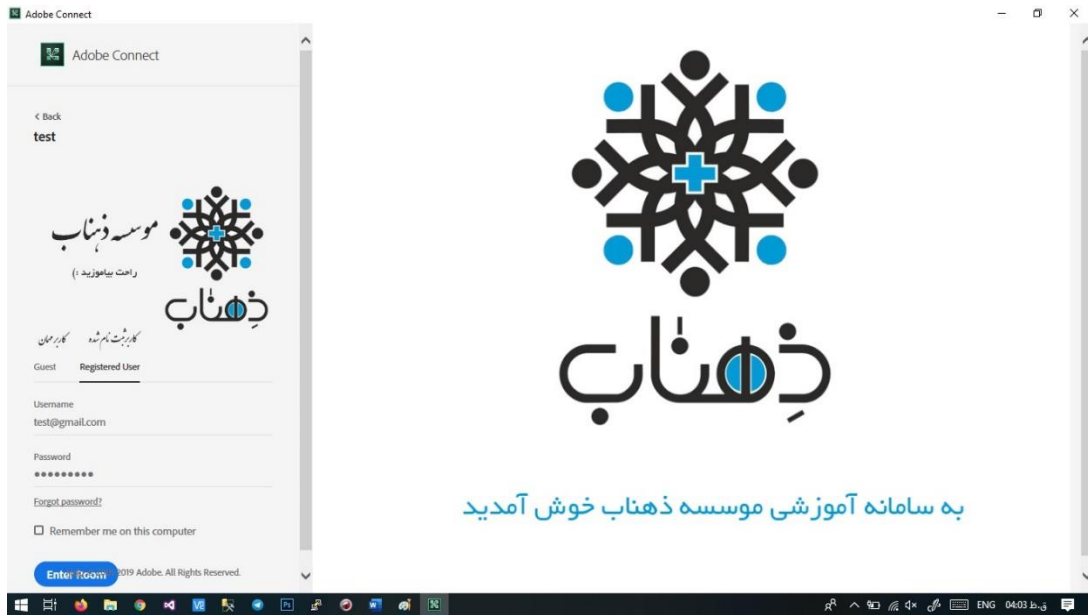 Adobe Connect
Adobe Connect
< Back
test
موسسه ذهناب
راحت بیاموزید :)
ذهناب
کاربر ثبت نام شده
کاربر مهمان
Guest
Registered User
Username
test@gmail.com
Password
Forgot password?
Remember me on this computer
Enter Room
2019 Adobe. All Rights Reserved.
ذِهناب
به سامانه آموزشی موسسه ذهناب خوش آمدید
ENG
04:03 ق.ظ